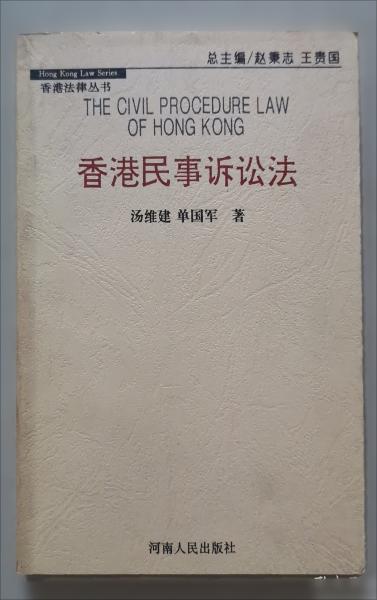 总主编/赵秉志 王贵国
Hong Kong Law Series
香港法律丛书
THE CIVIL PROCEDURE LAW
OF HONG KONG
香港民事诉讼法
汤维建 单国军 著
河南人民出版社